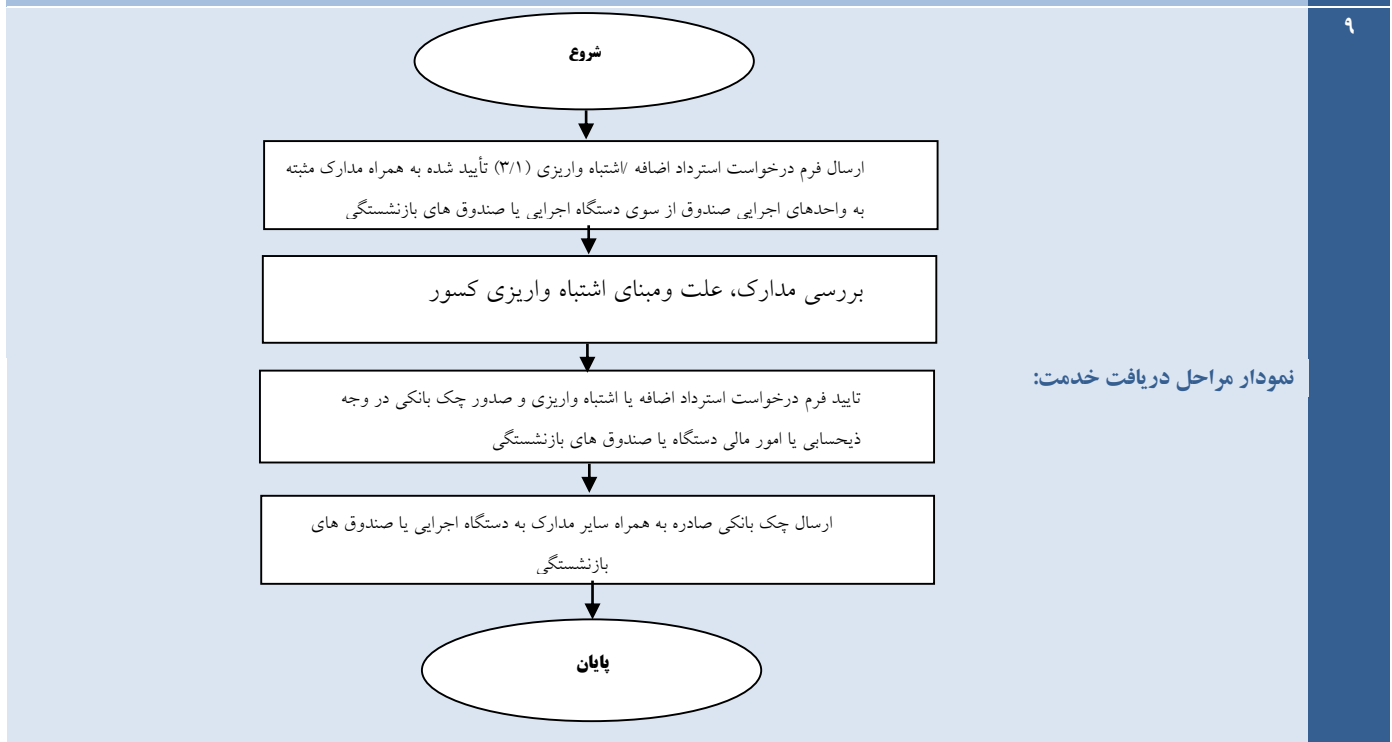 ۹
شروع
ارسال فرم درخواست استرداد اضافه /اشتباه واریزی (۳/۱) تأیید شده به همراه مدارک مثبته
به واحدهای اجرایی صندوق از سوی دستگاه اجرایی یا صندوق های بازنشستگی
بررسی مدارک، علت ومبنای اشتباه واریزی کسور
نمودار مراحل دریافت خدمت:
تایید فرم درخواست استرداد اضافه یا اشتباه واریزی و صدور چک بانکی در وجه
ذیحسابی یا امور مالی دستگاه یا صندوق های بازنشستگی
ارسال چک بانکی صادره به همراه سایر مدارک به دستگاه اجرایی یا صندوق های
بازنشستگی
پایان